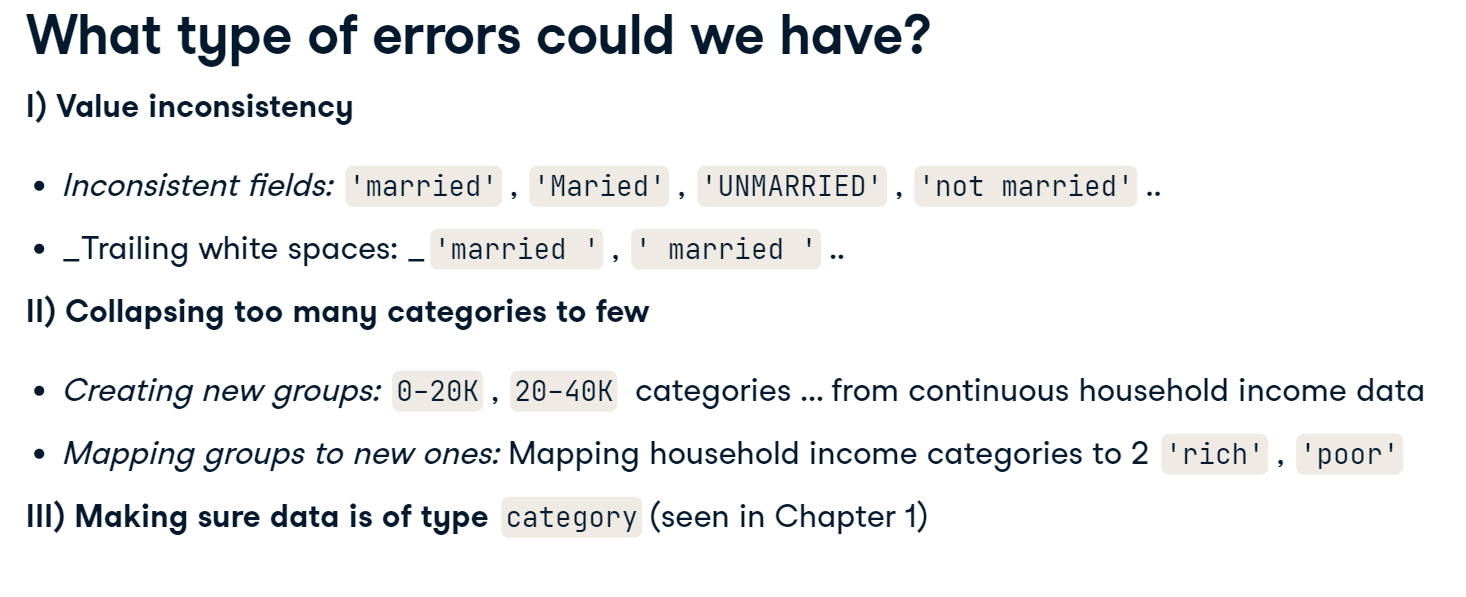 What type of errors could we have?
I) Value inconsistency
• Inconsistent fields: 'married' , 'Maried' , 'UNMARRIED' , 'not married' ..
• _Trailing white spaces: _ 'married ' , ' married ' ..
II) Collapsing too many categories to few
• Creating new groups: 0-20K , 20-40K categories ... from continuous household income data
• Mapping groups to new ones: Mapping household income categories to 2 'rich' , 'poor'
III) Making sure data is of type category (seen in Chapter 1)